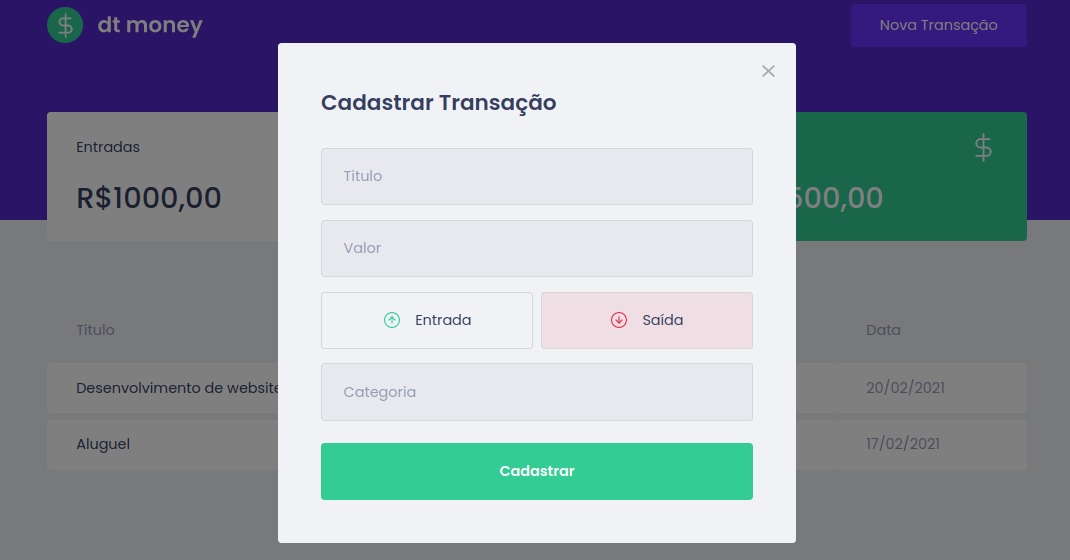 dt money
Nova Transação
Cadastrar Transação
Entradas
R$1000,00
500,00
Titulo
Valor
Entrada
Saída
Categoria
Cadastrar
Titulo
Data
Desenvolvimento de website
20/02/2021
Aluguel
17/02/2021